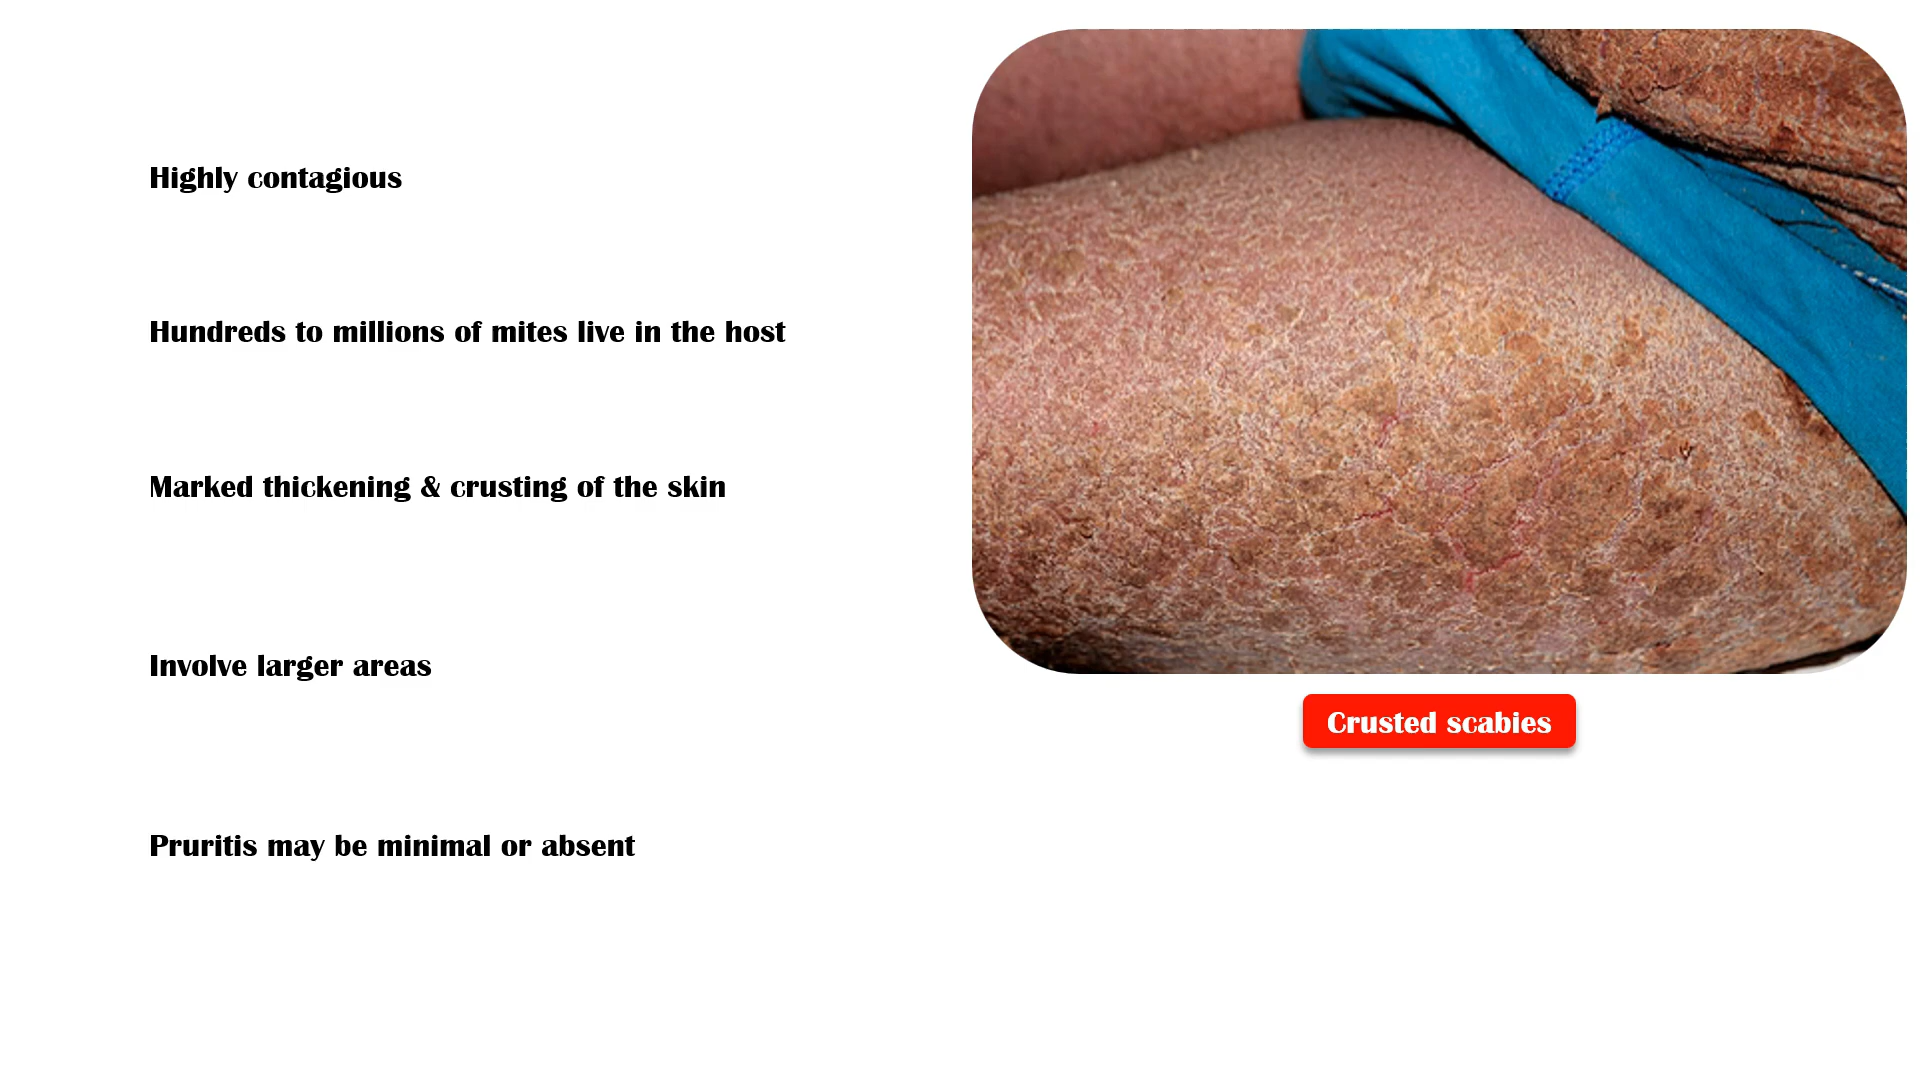 Highly contagious
Hundreds to millions of mites live in the host
Marked thickening & crusting of the skin
Involve larger areas
Pruritis may be minimal or absent
Crusted scabies